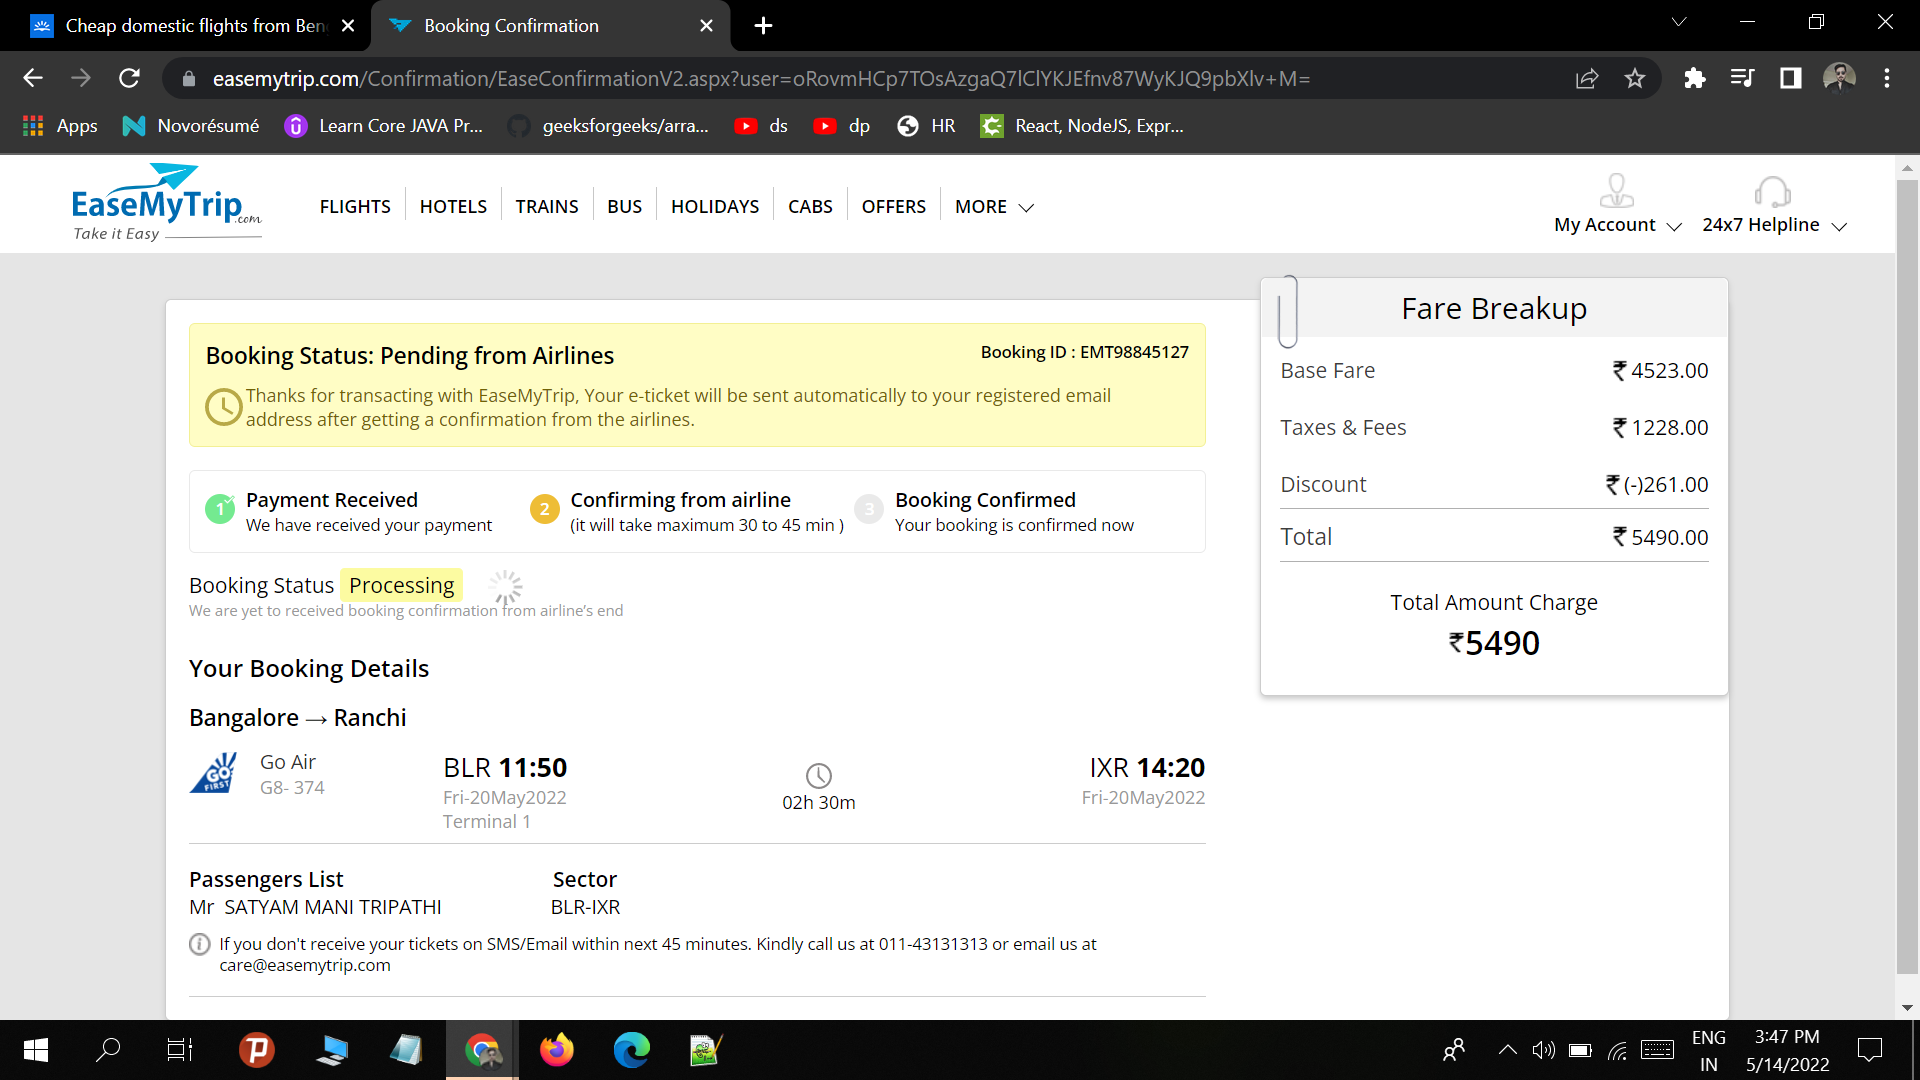 Cheap domestic flights from Ben
Booking Confirmation
easemytrip.com/Confirmation/EaseConfirmationV2.aspx?user=oRovmHCp7TOsAzgaQ7lClYKJEfnv87WyKJQ9pbXlv+M=
Apps
Novorésumé
Learn Core JAVA Pr...
geeksforgeeks/arra...
ds
dp
HR
React, NodeJS, Expr...
EaseMyTrip.com
Take it Easy
FLIGHTS
HOTELS
TRAINS
BUS
HOLIDAYS
CABS
OFFERS
MORE
My Account
24x7 Helpline
Booking Status: Pending from Airlines
Booking ID : EMT98845127
Thanks for transacting with EaseMyTrip, Your e-ticket will be sent automatically to your registered email
address after getting a confirmation from the airlines.
1
Payment Received
We have received your payment
2
Confirming from airline
(it will take maximum 30 to 45 min )
3
Booking Confirmed
Your booking is confirmed now
Booking Status Processing
We are yet to received booking confirmation from airline's end
Your Booking Details
Bangalore → Ranchi
GO FIRST
Go Air
G8- 374
BLR 11:50
Fri-20May2022
Terminal 1
02h 30m
IXR 14:20
Fri-20May2022
Passengers List
Sector
Mr SATYAM MANI TRIPATHI
BLR-IXR
If you don't receive your tickets on SMS/Email within next 45 minutes. Kindly call us at 011-43131313 or email us at
care@easemytrip.com
Fare Breakup
Base Fare ₹ 4523.00
Taxes & Fees ₹ 1228.00
Discount ₹ (-)261.00
Total ₹ 5490.00
Total Amount Charge
₹5490
ENG
IN
3:47 PM
5/14/2022